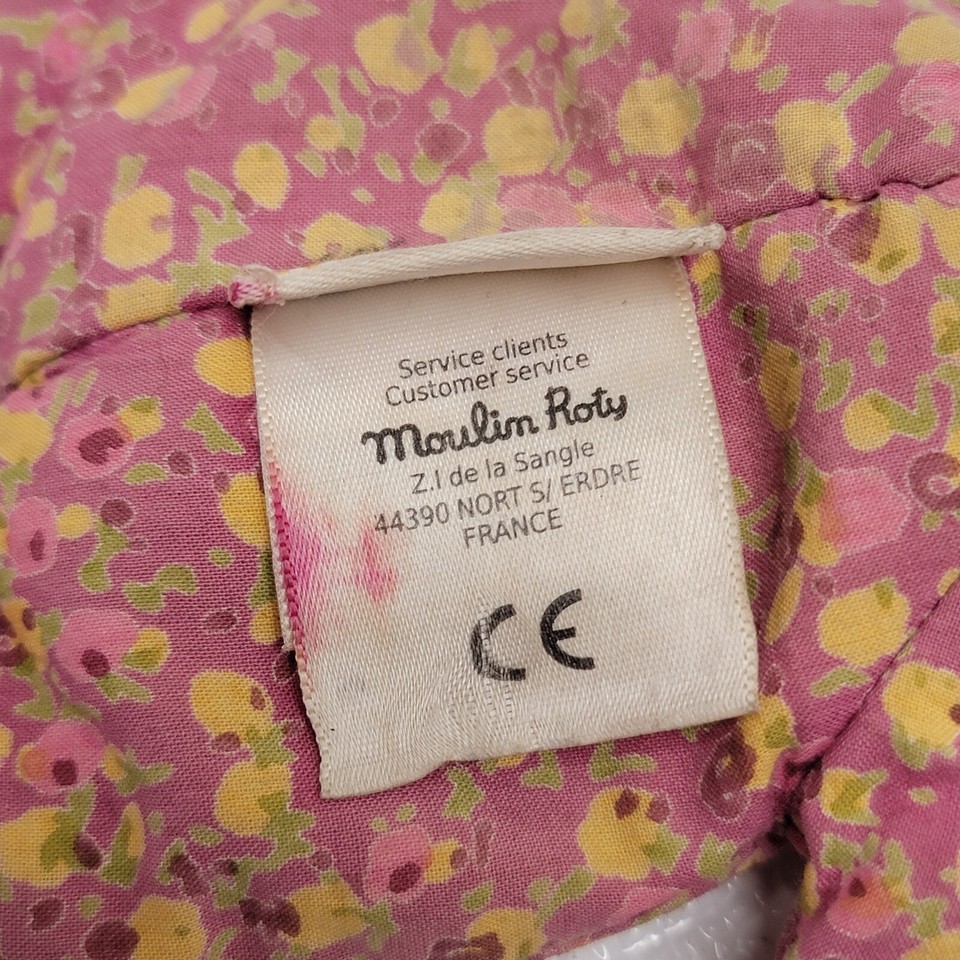 Service clients
Customer service
Moulin Roty
Z.I de la Sangle
44390 NORT S/ ERDRE
FRANCE
CE